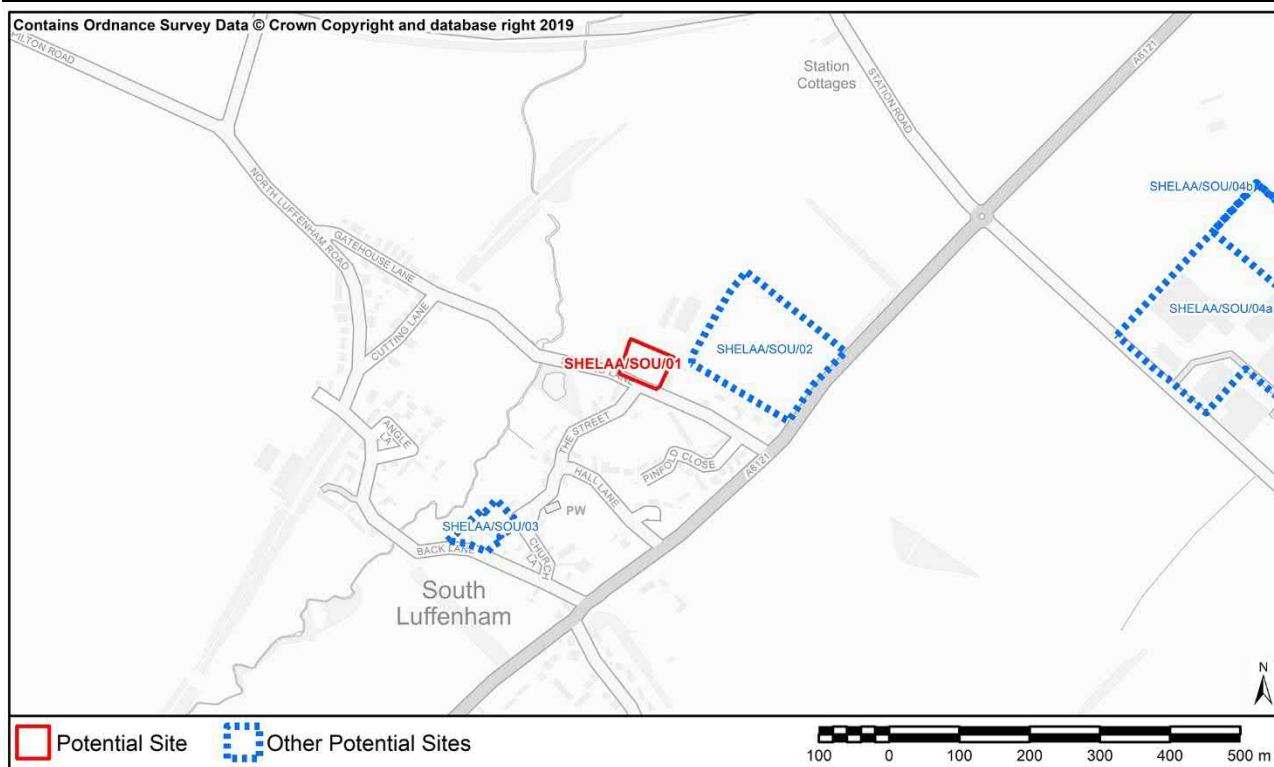 Contains Ordnance Survey Data © Crown Copyright and database right 2019
PILTON ROAD
Station
Cottages
STATION ROAD
A6121
NORTH LUFFENHAM ROAD
GATEHOUSE LANE
CUTTING LANE
SHELAA/SOU/04b
SHELAA/SOU/04a
SHELAA/SOU/02
SHELAA/SOU/01
LANE
THE STREET
ANGLE
LA
PINFOLD
CLOSE
A6121
HALL LANE
PW
SHELAA/SOU/03
BACK LANE
CHURCH
LA
South
Luffenham
N
Potential Site
Other Potential Sites
100 0 100 200 300 400 500 m